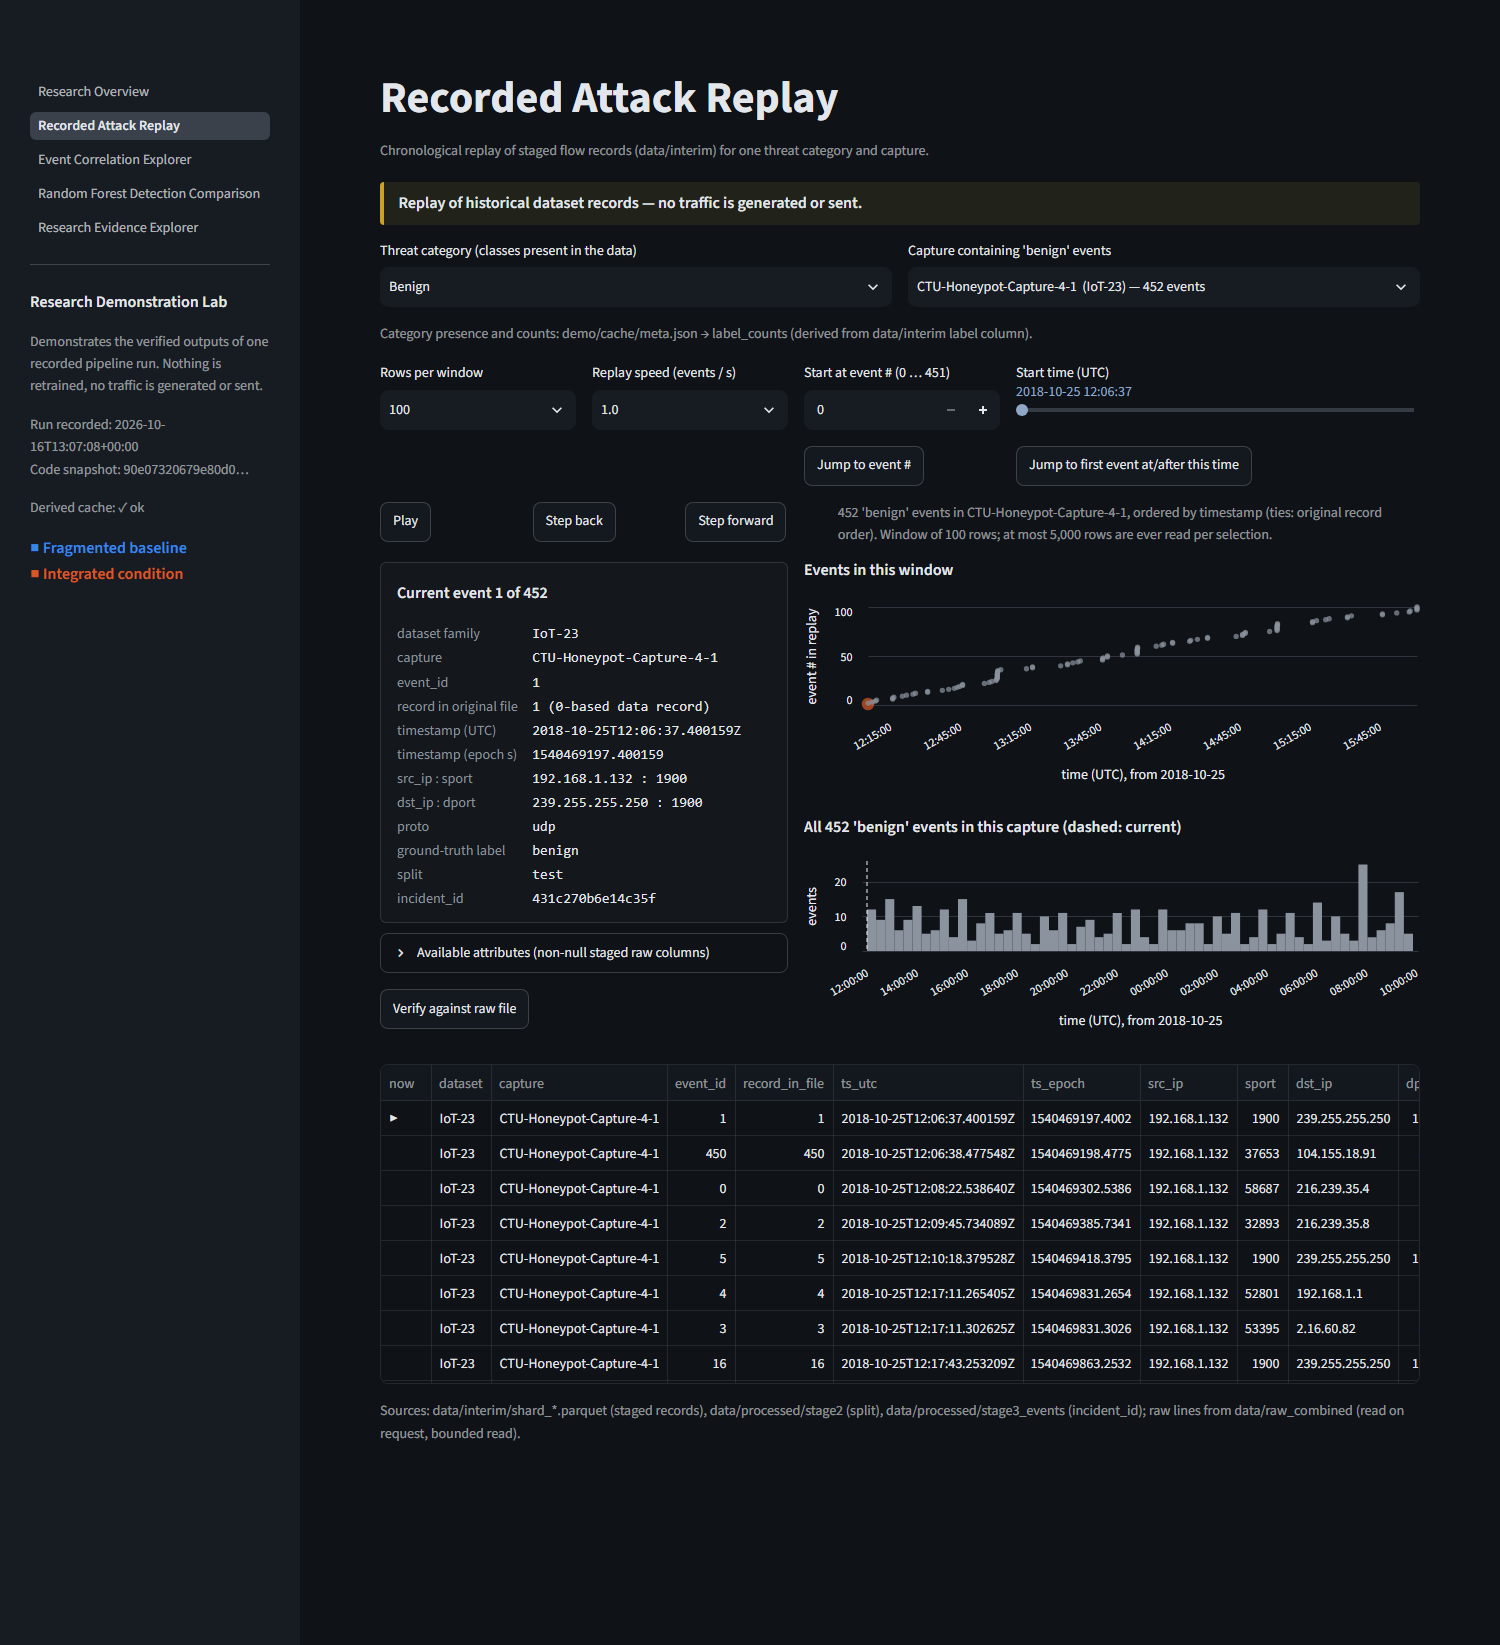 Research Overview
Recorded Attack Replay
Event Correlation Explorer
Random Forest Detection Comparison
Research Evidence Explorer
Research Demonstration Lab
Demonstrates the verified outputs of one
recorded pipeline run. Nothing is
retrained, no traffic is generated or sent.
Run recorded: 2026-10-
16T13:07:08+00:00
Code snapshot: 90e07320679e80d0…
Derived cache: ✓ ok
■ Fragmented baseline
■ Integrated condition
Recorded Attack Replay
Chronological replay of staged flow records (data/interim) for one threat category and capture.
Replay of historical dataset records — no traffic is generated or sent.
Threat category (classes present in the data)
Benign
Capture containing 'benign' events
CTU-Honeypot-Capture-4-1 (IoT-23) — 452 events
Category presence and counts: demo/cache/meta.json → label_counts (derived from data/interim label column).
Rows per window
100
Replay speed (events / s)
1.0
Start at event # (0 … 451)
0
Start time (UTC)
2018-10-25 12:06:37
Jump to event #
Jump to first event at/after this time
Play
Step back
Step forward
452 'benign' events in CTU-Honeypot-Capture-4-1, ordered by timestamp (ties: original record
order). Window of 100 rows; at most 5,000 rows are ever read per selection.
Current event 1 of 452
dataset family IoT-23
capture CTU-Honeypot-Capture-4-1
event_id 1
record in original file 1 (0-based data record)
timestamp (UTC) 2018-10-25T12:06:37.400159Z
timestamp (epoch s) 1540469197.400159
src_ip : sport 192.168.1.132 : 1900
dst_ip : dport 239.255.255.250 : 1900
proto udp
ground-truth label benign
split test
incident_id 431c270b6e14c35f
Available attributes (non-null staged raw columns)
Verify against raw file
Events in this window
event # in replay
100
50
0
12:15:00 12:45:00 13:15:00 13:45:00 14:15:00 14:45:00 15:15:00 15:45:00
time (UTC), from 2018-10-25
All 452 'benign' events in this capture (dashed: current)
events
20
10
0
12:00:00 14:00:00 16:00:00 18:00:00 20:00:00 22:00:00 00:00:00 02:00:00 04:00:00 06:00:00 08:00:00 10:00:00
time (UTC), from 2018-10-25
now dataset capture event_id record_in_file ts_utc ts_epoch src_ip sport dst_ip dp
▸ IoT-23 CTU-Honeypot-Capture-4-1 1 1 2018-10-25T12:06:37.400159Z 1540469197.4002 192.168.1.132 1900 239.255.255.250 1
IoT-23 CTU-Honeypot-Capture-4-1 450 450 2018-10-25T12:06:38.477548Z 1540469198.4775 192.168.1.132 37653 104.155.18.91
IoT-23 CTU-Honeypot-Capture-4-1 0 0 2018-10-25T12:08:22.538640Z 1540469302.5386 192.168.1.132 58687 216.239.35.4
IoT-23 CTU-Honeypot-Capture-4-1 2 2 2018-10-25T12:09:45.734089Z 1540469385.7341 192.168.1.132 32893 216.239.35.8
IoT-23 CTU-Honeypot-Capture-4-1 5 5 2018-10-25T12:10:18.379528Z 1540469418.3795 192.168.1.132 1900 239.255.255.250 1
IoT-23 CTU-Honeypot-Capture-4-1 4 4 2018-10-25T12:17:11.265405Z 1540469831.2654 192.168.1.132 52801 192.168.1.1
IoT-23 CTU-Honeypot-Capture-4-1 3 3 2018-10-25T12:17:11.302625Z 1540469831.3026 192.168.1.132 53395 2.16.60.82
IoT-23 CTU-Honeypot-Capture-4-1 16 16 2018-10-25T12:17:43.253209Z 1540469863.2532 192.168.1.132 1900 239.255.255.250 1
Sources: data/interim/shard_*.parquet (staged records), data/processed/stage2 (split), data/processed/stage3_events (incident_id); raw lines from data/raw_combined (read on
request, bounded read).